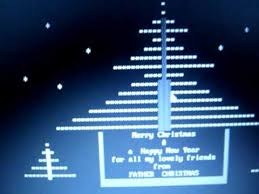 Merry Christmas
&
a Happy New Year
for all my lovely friends
from
FATHER CHRISTMAS